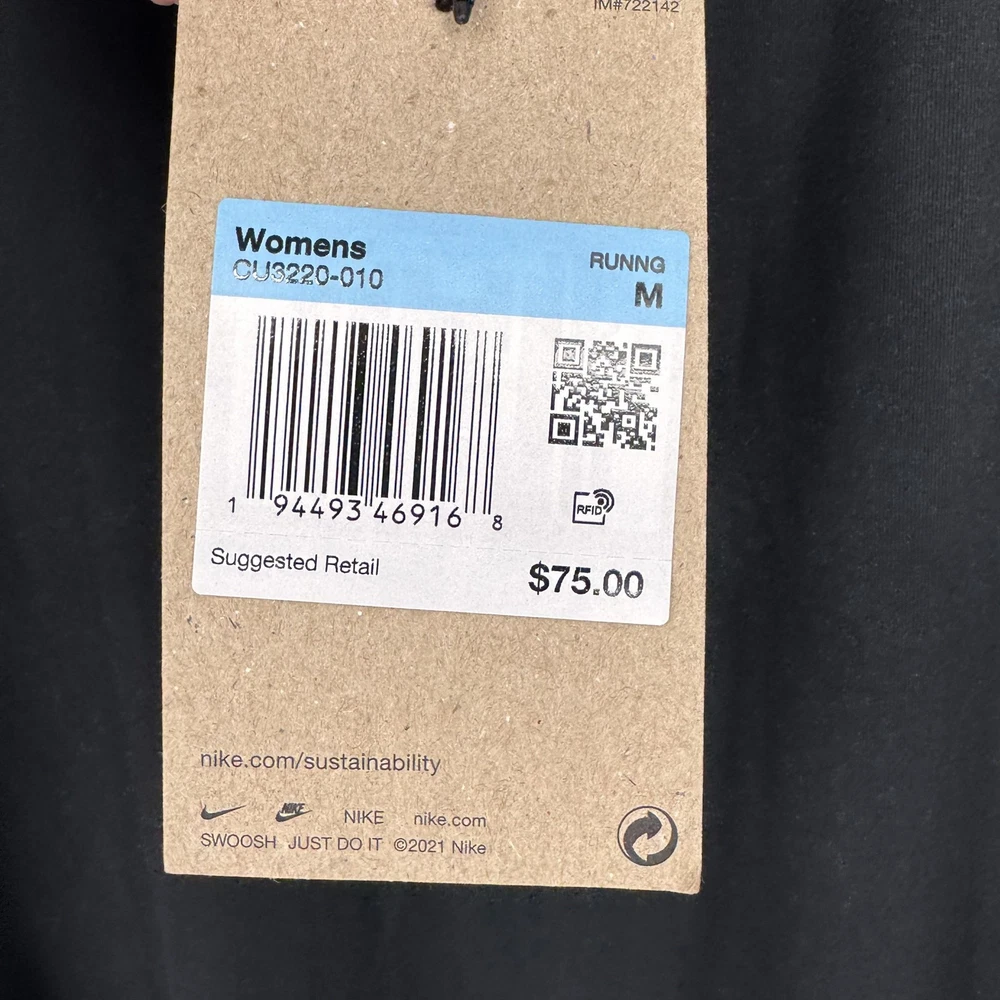 IM#722142
Womens
RUNNG
CU3220-010
M
1 94493 46916 8
RFID
Suggested Retail
$75.00
nike.com/sustainability
NIKE NIKE nike.com
SWOOSH JUST DO IT ©2021 Nike